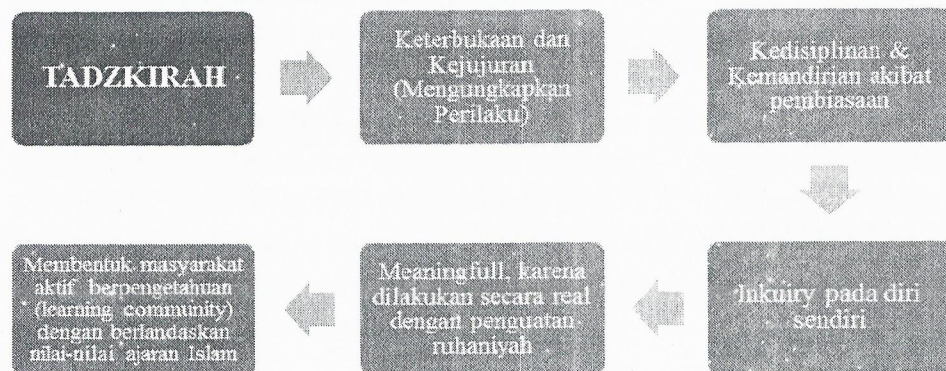 TADZKIRAH
Keterbukaan dan
Kejujuran
(Mengungkapkan
Perilaku)
Kedisiplinan &
Kemandirian akibat
pembiasaan
Inkuiry pada diri
sendiri
Meaningfull, karena
dilakukan secara real
dengan penguatan
ruhaniyah
Membentuk masyarakat
aktif berpengetahuan
(learning community)
dengan berlandaskan
nilai-nilai ajaran Islam